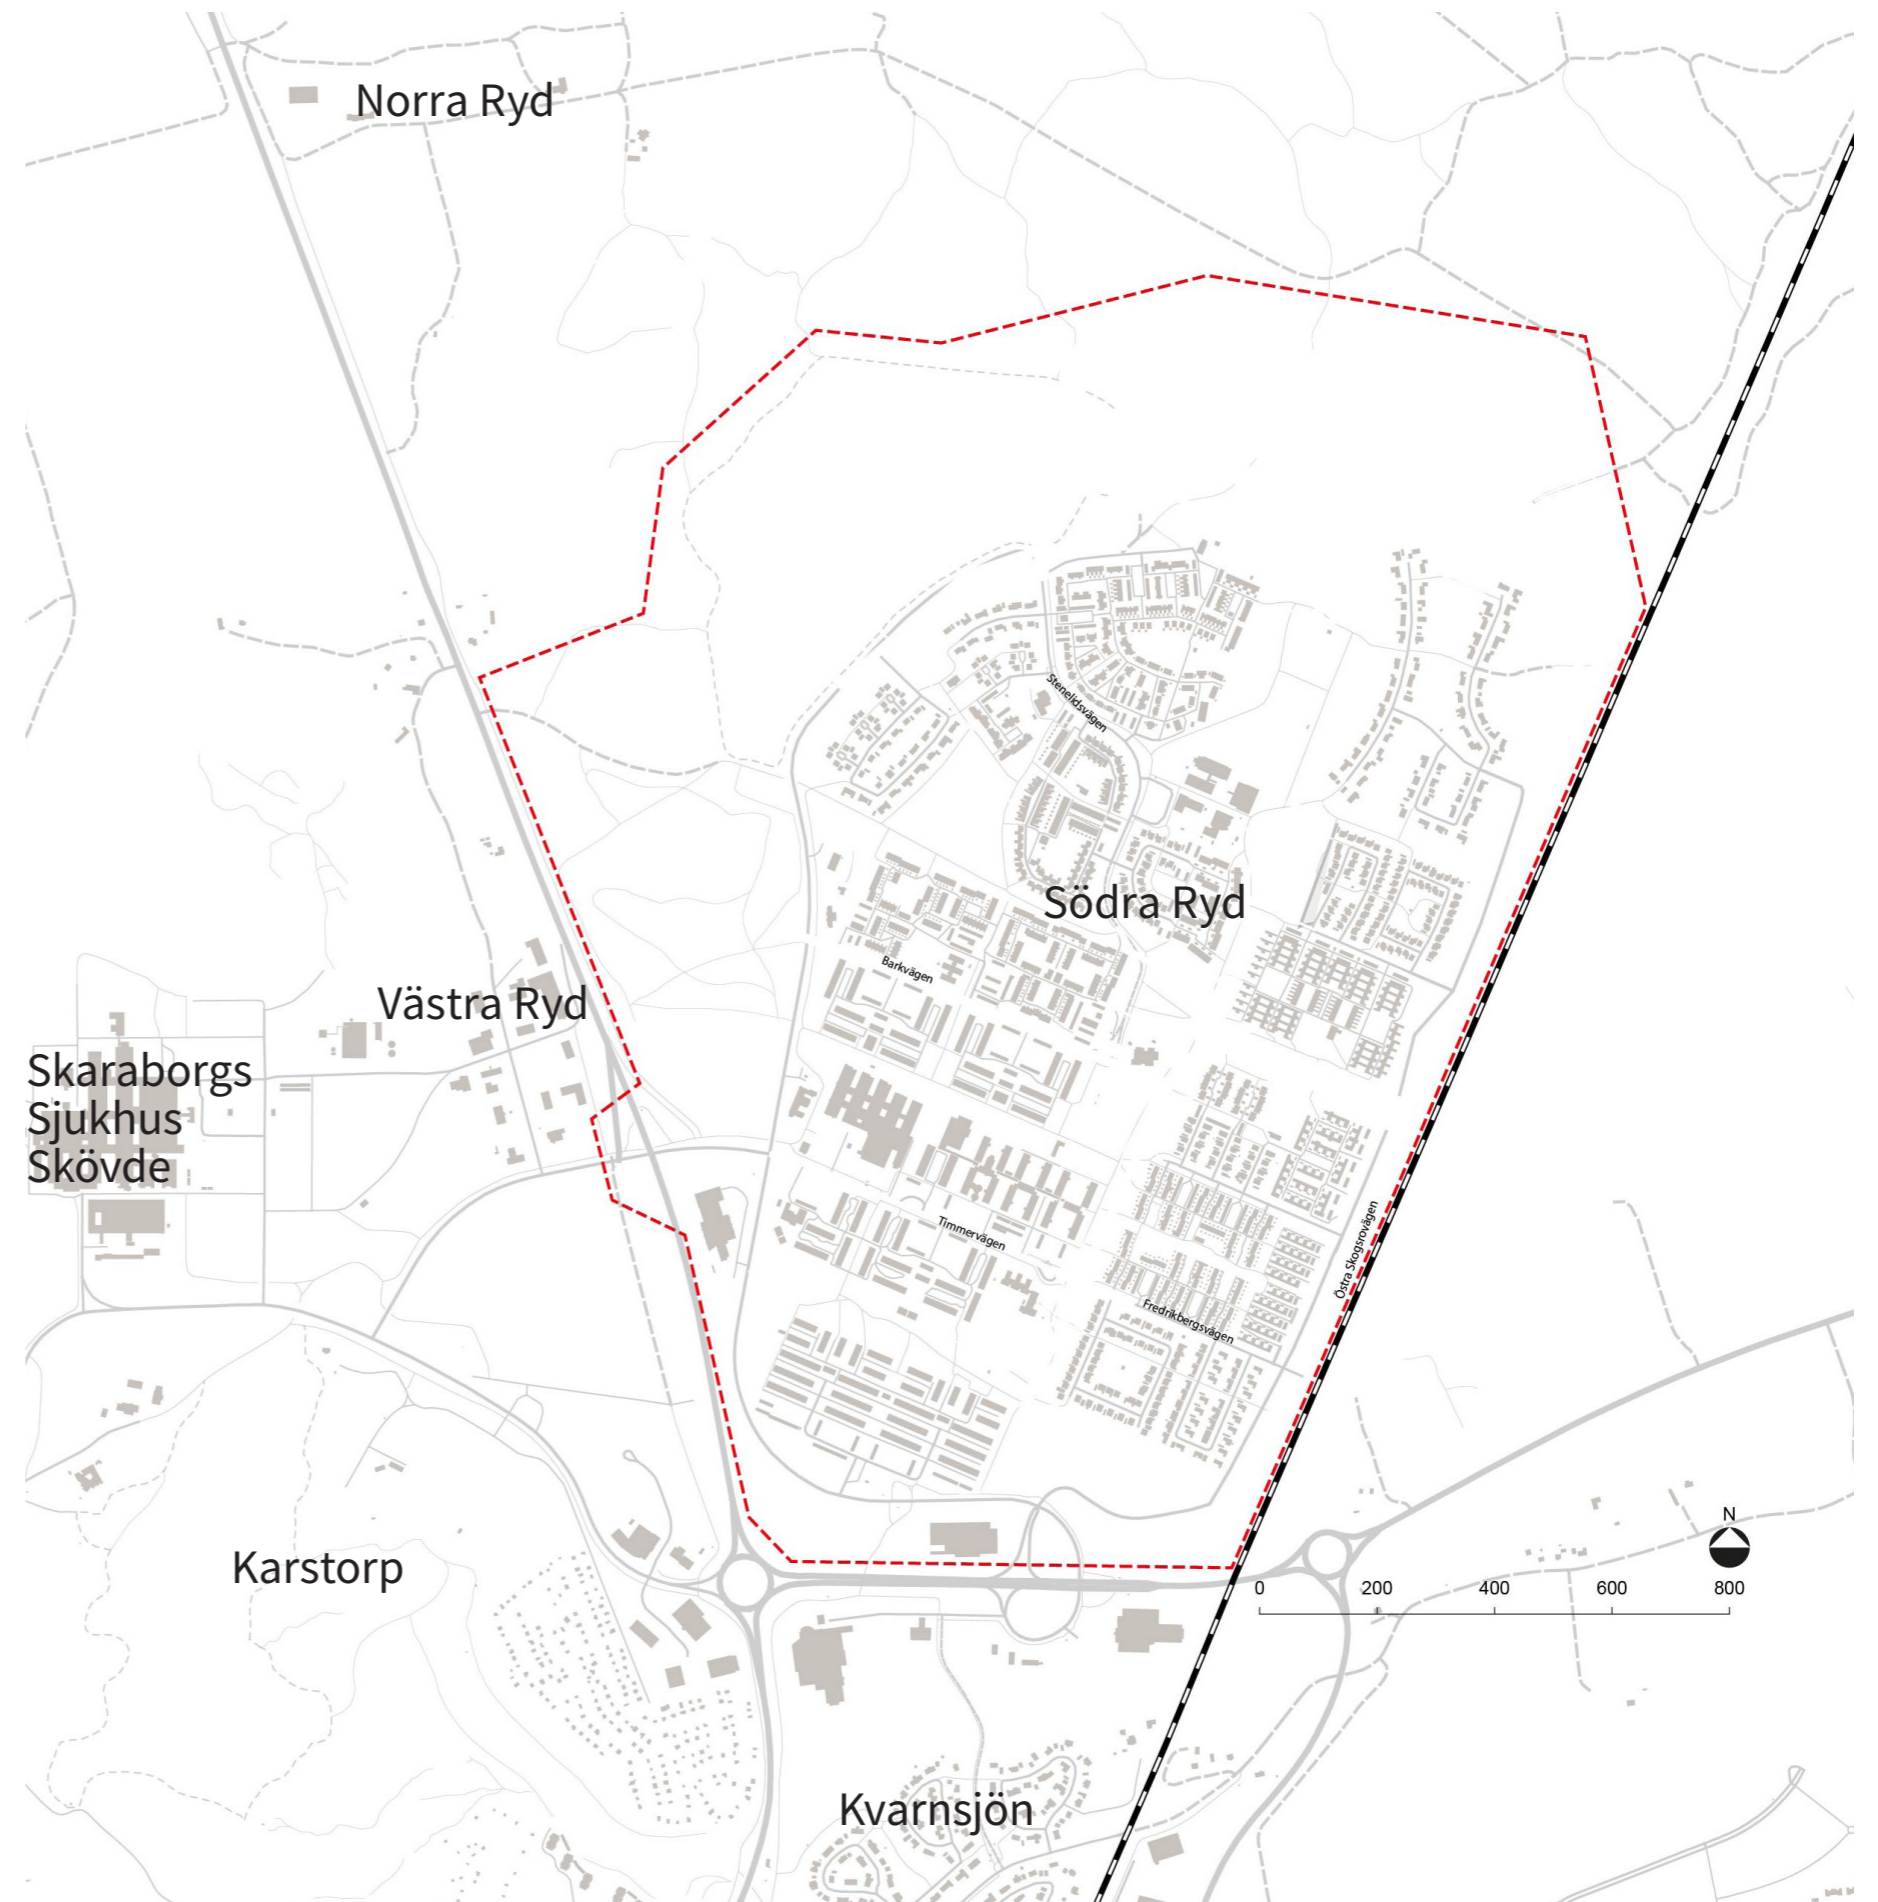 Norra Ryd
Stenelidsvägen
Södra Ryd
Barkvägen
Västra Ryd
Skaraborgs
Sjukhus
Skövde
Timmervägen
Östra Skogsrovägen
Fredrikbergsvägen
N
Karstorp
0 200 400 600 800
Kvarnsjön